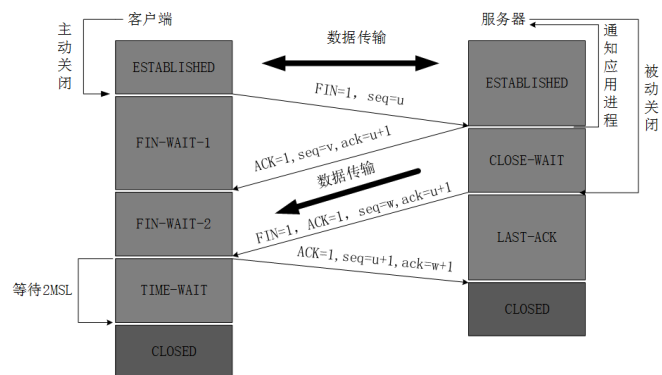 客户端
服务器
主动关闭
数据传输
通知应用进程
被动关闭
ESTABLISHED
ESTABLISHED
FIN=1, seq=u
FIN-WAIT-1
ACK=1,seq=v,ack=u+1
CLOSE-WAIT
数据传输
FIN-WAIT-2
FIN=1, ACK=1, seq=w,ack=u+1
LAST-ACK
ACK=1,seq=u+1,ack=w+1
等待2MSL
TIME-WAIT
CLOSED
CLOSED